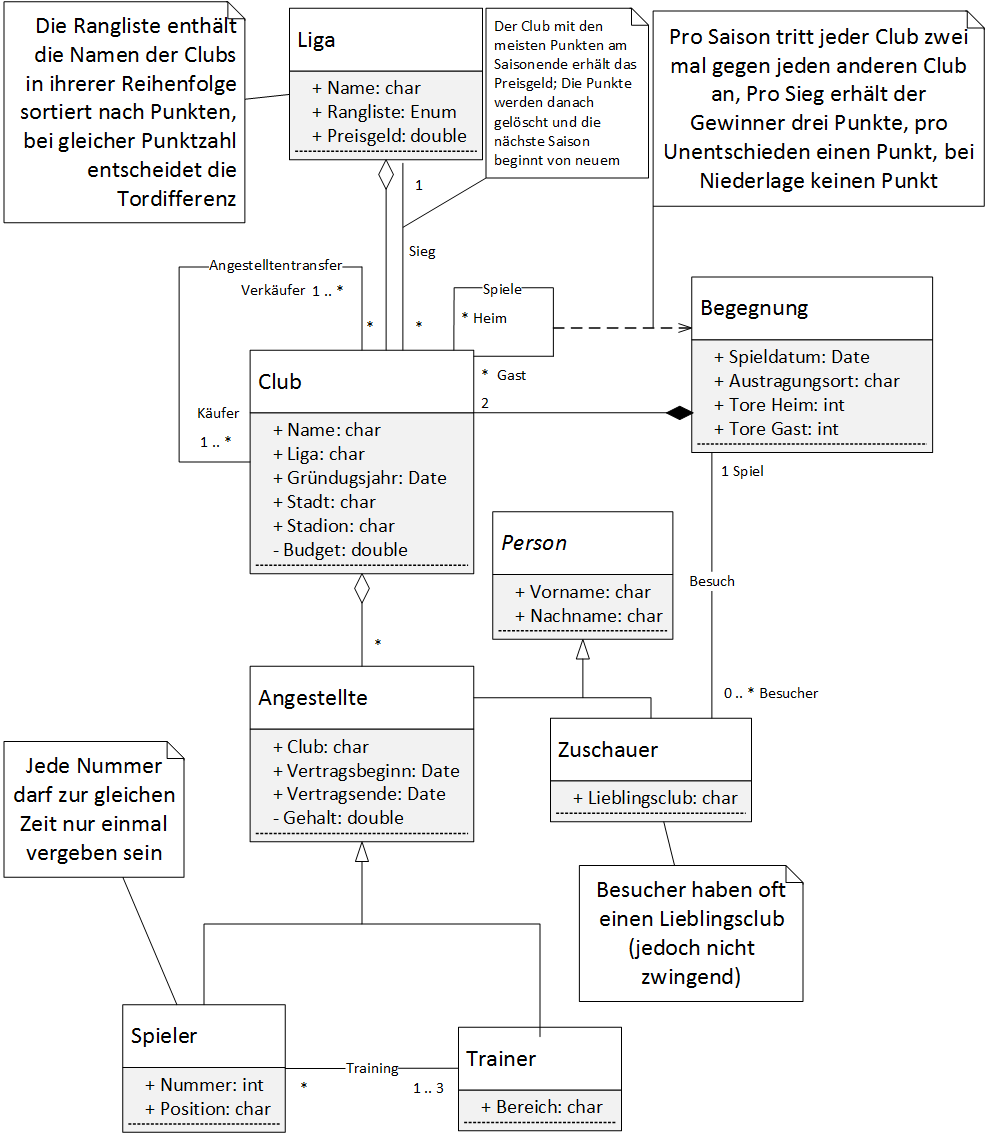 Die Rangliste enthält
die Namen der Clubs
in ihrerer Reihenfolge
sortiert nach Punkten,
bei gleicher Punktzahl
entscheidet die
Tordifferenz
Liga
+ Name: char
+ Rangliste: Enum
+ Preisgeld: double
Der Club mit den
meisten Punkten am
Saisonende erhält das
Preisgeld; Die Punkte
werden danach
gelöscht und die
nächste Saison
beginnt von neuem
Pro Saison tritt jeder Club zwei
mal gegen jeden anderen Club
an, Pro Sieg erhält der
Gewinner drei Punkte, pro
Unentschieden einen Punkt, bei
Niederlage keinen Punkt
1
Sieg
Angestelltentransfer
Verkäufer 1 .. *
*
*
Spiele
* Heim
* Gast
2
Käufer
1 .. *
Club
+ Name: char
+ Liga: char
+ Gründugsjahr: Date
+ Stadt: char
+ Stadion: char
- Budget: double
Begegnung
+ Spieldatum: Date
+ Austragungsort: char
+ Tore Heim: int
+ Tore Gast: int
1 Spiel
Besuch
0 .. * Besucher
Person
+ Vorname: char
+ Nachname: char
*
Angestellte
+ Club: char
+ Vertragsbeginn: Date
+ Vertragsende: Date
- Gehalt: double
Zuschauer
+ Lieblingsclub: char
Jede Nummer
darf zur gleichen
Zeit nur einmal
vergeben sein
Besucher haben oft
einen Lieblingsclub
(jedoch nicht
zwingend)
Spieler
+ Nummer: int
+ Position: char
Training
*
1 .. 3
Trainer
+ Bereich: char